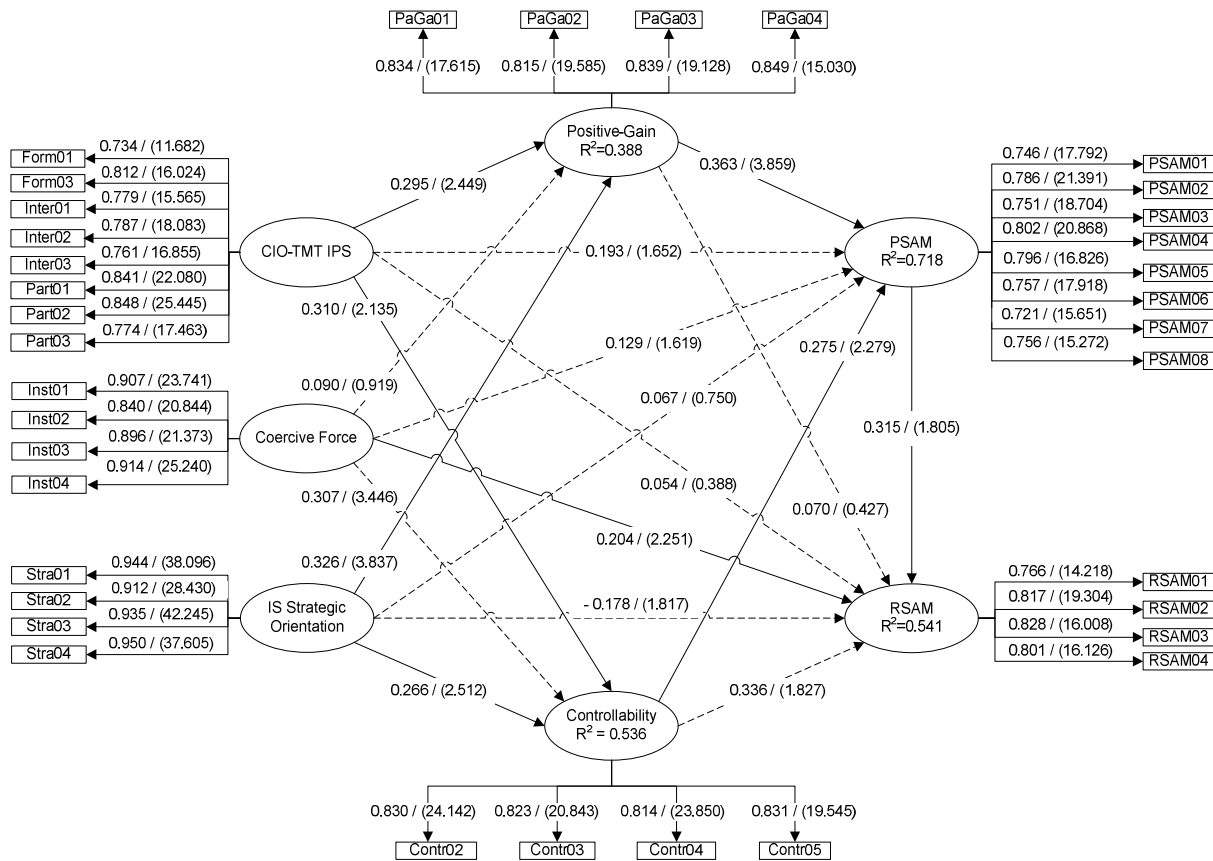 PaGa01
PaGa02
PaGa03
PaGa04
0.834 / (17.615)
0.815 / (19.585)
0.839 / (19.128)
0.849 / (15.030)
Positive-Gain
R²=0.388
Form01
Form03
Inter01
Inter02
Inter03
Part01
Part02
Part03
0.734 / (11.682)
0.812 / (16.024)
0.779 / (15.565)
0.787 / (18.083)
0.761 / (16.855)
0.841 / (22.080)
0.848 / (25.445)
0.774 / (17.463)
CIO-TMT IPS
0.295 / (2.449)
0.363 / (3.859)
0.193 / (1.652)
0.310 / (2.135)
PSAM
R²=0.718
0.746 / (17.792)
0.786 / (21.391)
0.751 / (18.704)
0.802 / (20.868)
0.796 / (16.826)
0.757 / (17.918)
0.721 / (15.651)
0.756 / (15.272)
PSAM01
PSAM02
PSAM03
PSAM04
PSAM05
PSAM06
PSAM07
PSAM08
Inst01
Inst02
Inst03
Inst04
0.907 / (23.741)
0.840 / (20.844)
0.896 / (21.373)
0.914 / (25.240)
Coercive Force
0.090 / (0.919)
0.129 / (1.619)
0.275 / (2.279)
0.067 / (0.750)
0.315 / (1.805)
0.054 / (0.388)
0.307 / (3.446)
0.070 / (0.427)
0.204 / (2.251)
0.326 / (3.837)
Stra01
Stra02
Stra03
Stra04
0.944 / (38.096)
0.912 / (28.430)
0.935 / (42.245)
0.950 / (37.605)
IS Strategic
Orientation
- 0.178 / (1.817)
0.266 / (2.512)
0.336 / (1.827)
RSAM
R²=0.541
0.766 / (14.218)
0.817 / (19.304)
0.828 / (16.008)
0.801 / (16.126)
RSAM01
RSAM02
RSAM03
RSAM04
Controllability
R² = 0.536
0.830 / (24.142)
0.823 / (20.843)
0.814 / (23.850)
0.831 / (19.545)
Contr02
Contr03
Contr04
Contr05